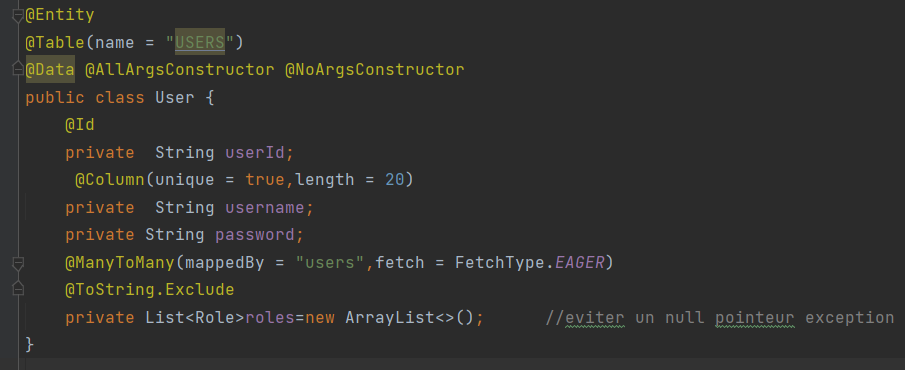 @Entity
@Table(name = "USERS")
@Data @AllArgsConstructor @NoArgsConstructor
public class User {
@Id
private  String userId;
@Column(unique = true,length = 20)
private  String username;
private String password;
@ManyToMany(mappedBy = "users",fetch = FetchType.EAGER)
@ToString.Exclude
private List<Role>roles=new ArrayList<>();      //eviter un null pointeur exception
}